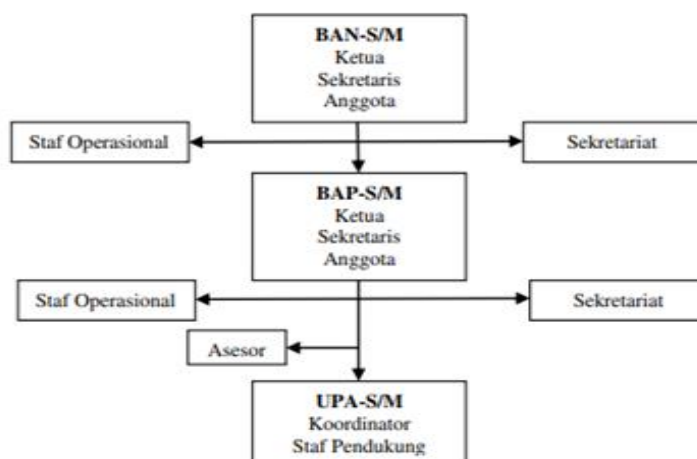 BAN-S/M
Ketua
Sekretaris
Anggota
Staf Operasional
Sekretariat
BAP-S/M
Ketua
Sekretaris
Anggota
Staf Operasional
Sekretariat
Asesor
UPA-S/M
Koordinator
Staf Pendukung